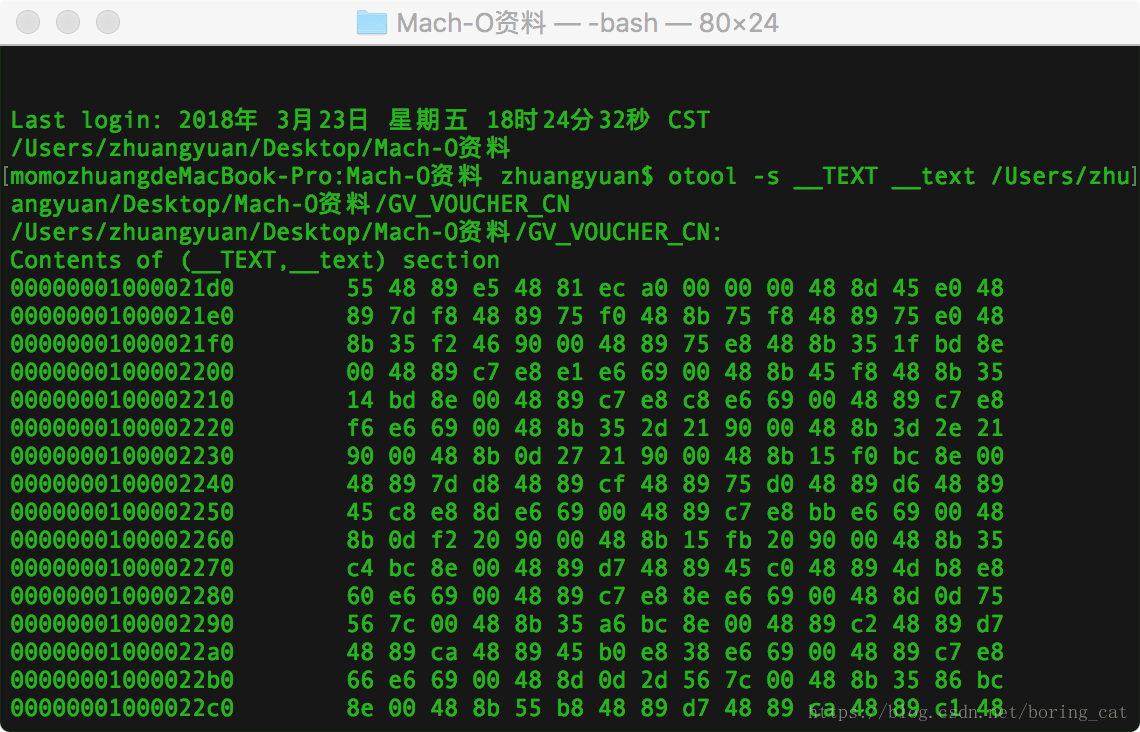 Mach-O资料 — -bash — 80×24
Last login: 2018年 3月23日 星期五 18时24分32秒 CST
/Users/zhuangyuan/Desktop/Mach-O资料
[momozhuangdeMacBook-Pro:Mach-O资料 zhuangyuan$ otool -s __TEXT __text /Users/zhu]
angyuan/Desktop/Mach-O资料/GV_VOUCHER_CN
/Users/zhuangyuan/Desktop/Mach-O资料/GV_VOUCHER_CN:
Contents of (__TEXT,__text) section
00000001000021d0 55 48 89 e5 48 81 ec a0 00 00 00 48 8d 45 e0 48
00000001000021e0 89 7d f8 48 89 75 f0 48 8b 75 f8 48 89 75 e0 48
00000001000021f0 8b 35 f2 46 90 00 48 89 75 e8 48 8b 35 1f bd 8e
0000000100002200 00 48 89 c7 e8 e1 e6 69 00 48 8b 45 f8 48 8b 35
0000000100002210 14 bd 8e 00 48 89 c7 e8 c8 e6 69 00 48 89 c7 e8
0000000100002220 f6 e6 69 00 48 8b 35 2d 21 90 00 48 8b 3d 2e 21
0000000100002230 90 00 48 8b 0d 27 21 90 00 48 8b 15 f0 bc 8e 00
0000000100002240 48 89 7d d8 48 89 cf 48 89 75 d0 48 89 d6 48 89
0000000100002250 45 c8 e8 8d e6 69 00 48 89 c7 e8 bb e6 69 00 48
0000000100002260 8b 0d f2 20 90 00 48 8b 15 fb 20 90 00 48 8b 35
0000000100002270 c4 bc 8e 00 48 89 d7 48 89 45 c0 48 89 4d b8 e8
0000000100002280 60 e6 69 00 48 89 c7 e8 8e e6 69 00 48 8d 0d 75
0000000100002290 56 7c 00 48 8b 35 a6 bc 8e 00 48 89 c2 48 89 d7
00000001000022a0 48 89 ca 48 89 45 b0 e8 38 e6 69 00 48 89 c7 e8
00000001000022b0 66 e6 69 00 48 8d 0d 2d 56 7c 00 48 8b 35 86 bc
00000001000022c0 8e 00 48 8b 55 b8 48 89 d7 48 89 ca 48 89 c1 48
https://blog.csdn.net/boring_cat